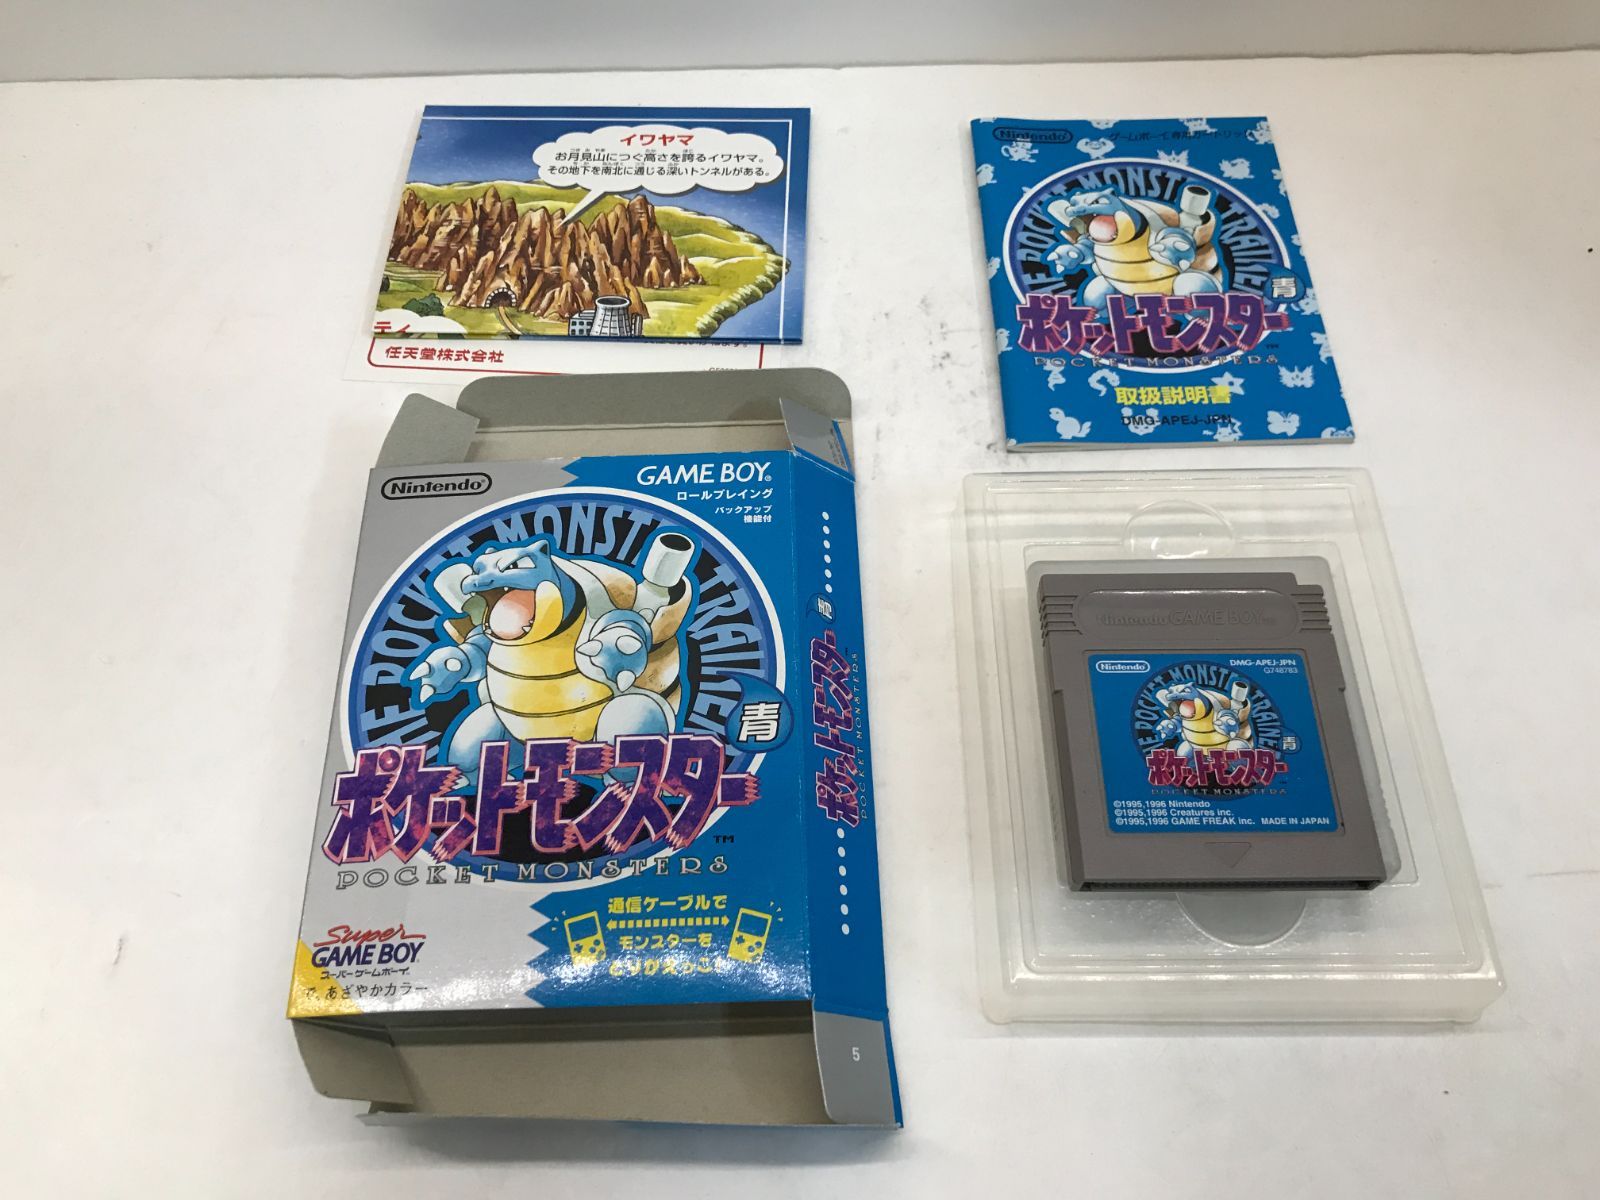 イワヤマ
お月見山につぐ高さを誇るイワヤマ。
その地下を南北に通じる深いトンネルがある。
任天堂株式会社
Nintendo
ゲームボーイ専用カートリッジ
THE POCKET MONSTER TRAINER
青
ポケットモンスター
TM
POCKET MONSTERS
取扱説明書
DMG-APEJ-JPN
Nintendo
GAME BOY
ロールプレイング
バックアップ
機能付
THE POCKET MONSTER TRAINER
青
ポケットモンスター
TM
POCKET MONSTERS
通信ケーブルで
モンスターを
とりかえっこ!
Super
GAME BOY
スーパーゲームボーイ
で、あざやかカラー
青
ポケットモンスター
POCKET MONSTERS
5
Nintendo GAME BOY
Nintendo
DMG-APEJ-JPN
G748783
THE POCKET MONSTER TRAINER
青
ポケットモンスター
POCKET MONSTERS
©1995,1996 Nintendo
©1995,1996 Creatures inc.
©1995,1996 GAME FREAK inc. MADE IN JAPAN